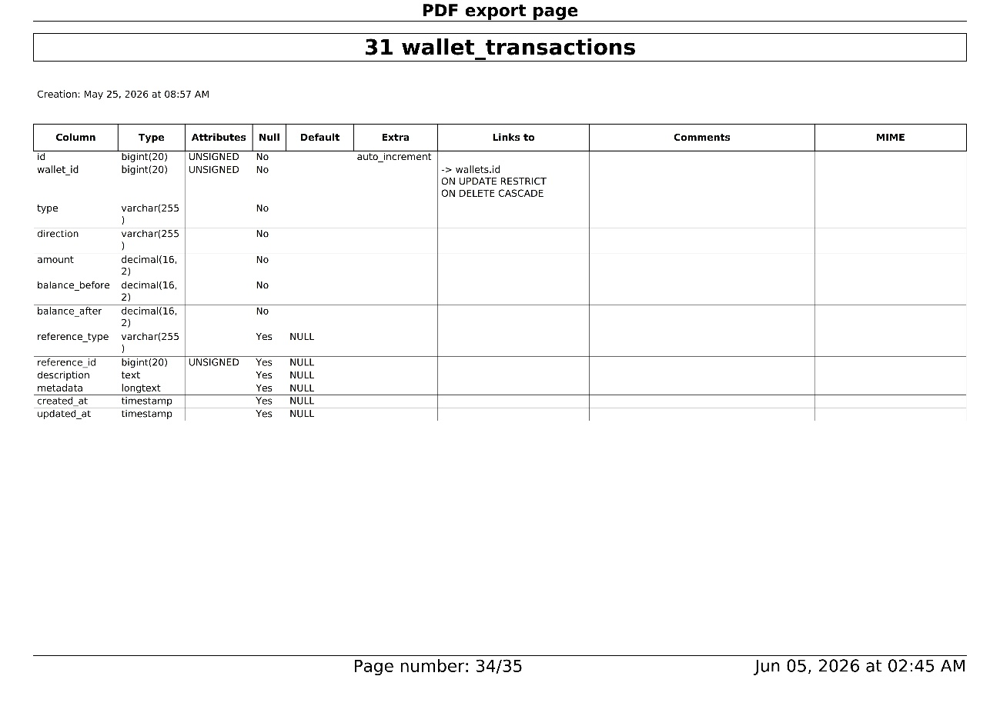 PDF export page
31 wallet_transactions
Creation: May 25, 2026 at 08:57 AM
Column Type Attributes Null Default Extra Links to Comments MIME
id bigint(20) UNSIGNED No auto_increment
wallet_id bigint(20) UNSIGNED No -> wallets.id
ON UPDATE RESTRICT
ON DELETE CASCADE
type varchar(255
) No
direction varchar(255
) No
amount decimal(16,
2) No
balance_before decimal(16,
2) No
balance_after decimal(16,
2) No
reference_type varchar(255
) Yes NULL
reference_id bigint(20) UNSIGNED Yes NULL
description text Yes NULL
metadata longtext Yes NULL
created_at timestamp Yes NULL
updated_at timestamp Yes NULL
Page number: 34/35 Jun 05, 2026 at 02:45 AM